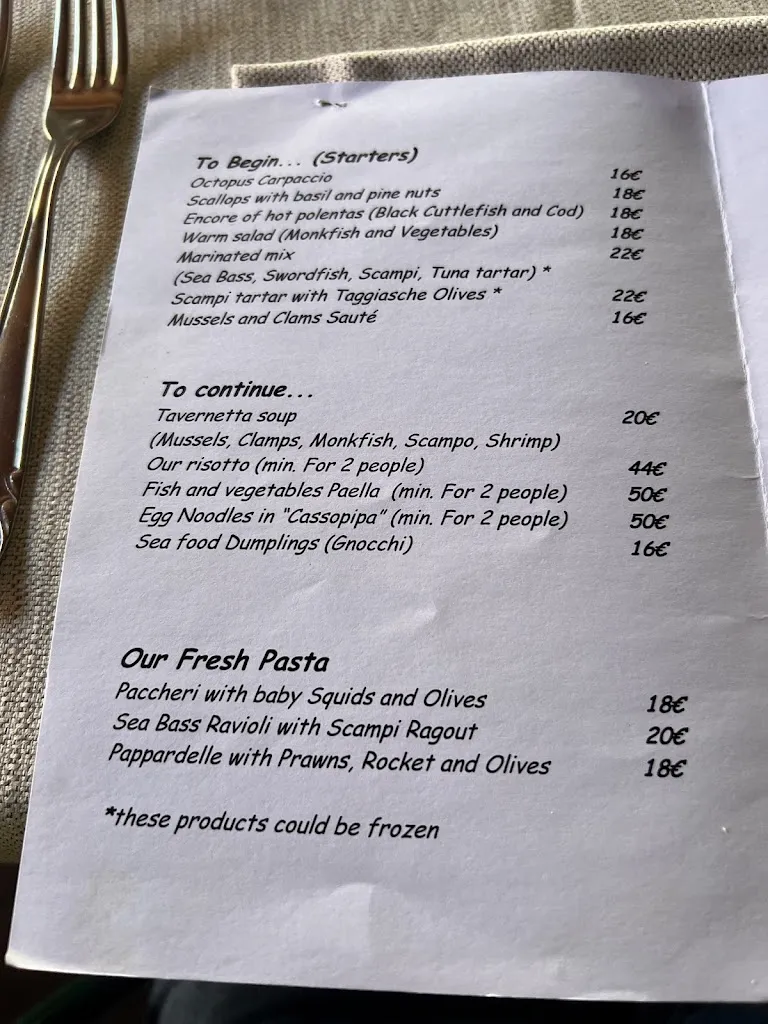 To Begin... (Starters)
Octopus Carpaccio 16€
Scallops with basil and pine nuts 18€
Encore of hot polentas (Black Cuttlefish and Cod) 18€
Warm salad (Monkfish and Vegetables) 18€
Marinated mix 22€
(Sea Bass, Swordfish, Scampi, Tuna tartar) *
Scampi tartar with Taggiasche Olives * 22€
Mussels and Clams Sauté 16€
To continue...
Tavernetta soup 20€
(Mussels, Clamps, Monkfish, Scampo, Shrimp)
Our risotto (min. For 2 people) 44€
Fish and vegetables Paella (min. For 2 people) 50€
Egg Noodles in "Cassopipa" (min. For 2 people) 50€
Sea food Dumplings (Gnocchi) 16€
Our Fresh Pasta
Paccheri with baby Squids and Olives 18€
Sea Bass Ravioli with Scampi Ragout 20€
Pappardelle with Prawns, Rocket and Olives 18€
*these products could be frozen